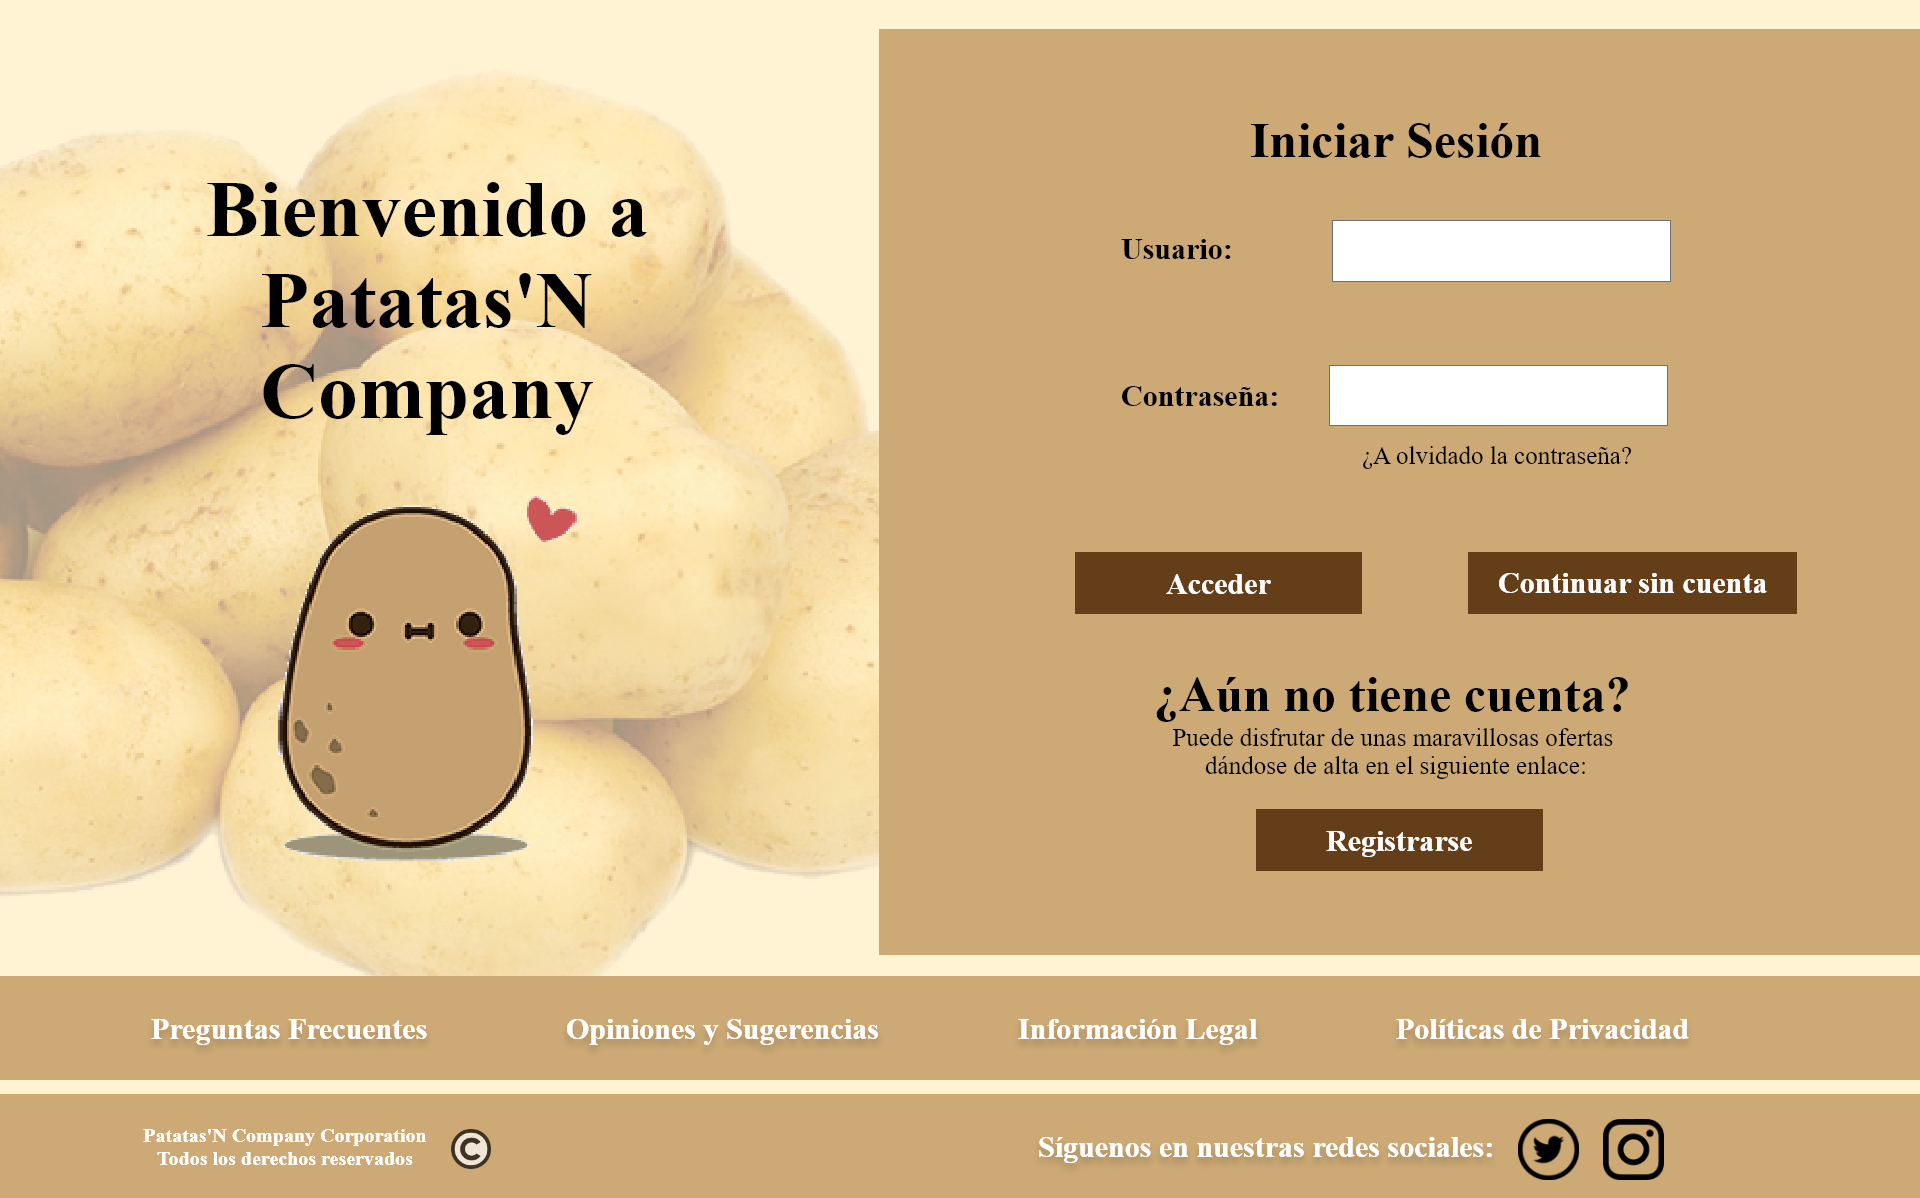 Bienvenido a
Patatas'N
Company
Iniciar Sesión
Usuario:
Contraseña:
¿A olvidado la contraseña?
Acceder
Continuar sin cuenta
¿Aún no tiene cuenta?
Puede disfrutar de unas maravillosas ofertas
dándose de alta en el siguiente enlace:
Registrarse
Preguntas Frecuentes
Opiniones y Sugerencias
Información Legal
Políticas de Privacidad
Patatas'N Company Corporation
Todos los derechos reservados
©
Síguenos en nuestras redes sociales: